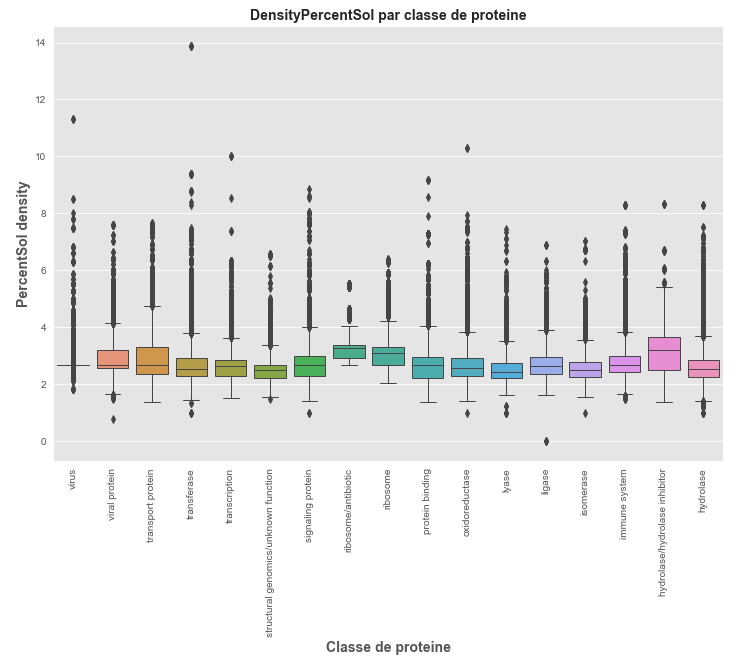 DensityPercentSol par classe de proteine
14
12
10
8
6
4
2
0
PercentSol density
virus
viral protein
transport protein
transferase
transcription
structural genomics/unknown function
signaling protein
ribosome/antibiotic
ribosome
protein binding
oxidoreductase
lyase
ligase
isomerase
immune system
hydrolase/hydrolase inhibitor
hydrolase
Classe de proteine